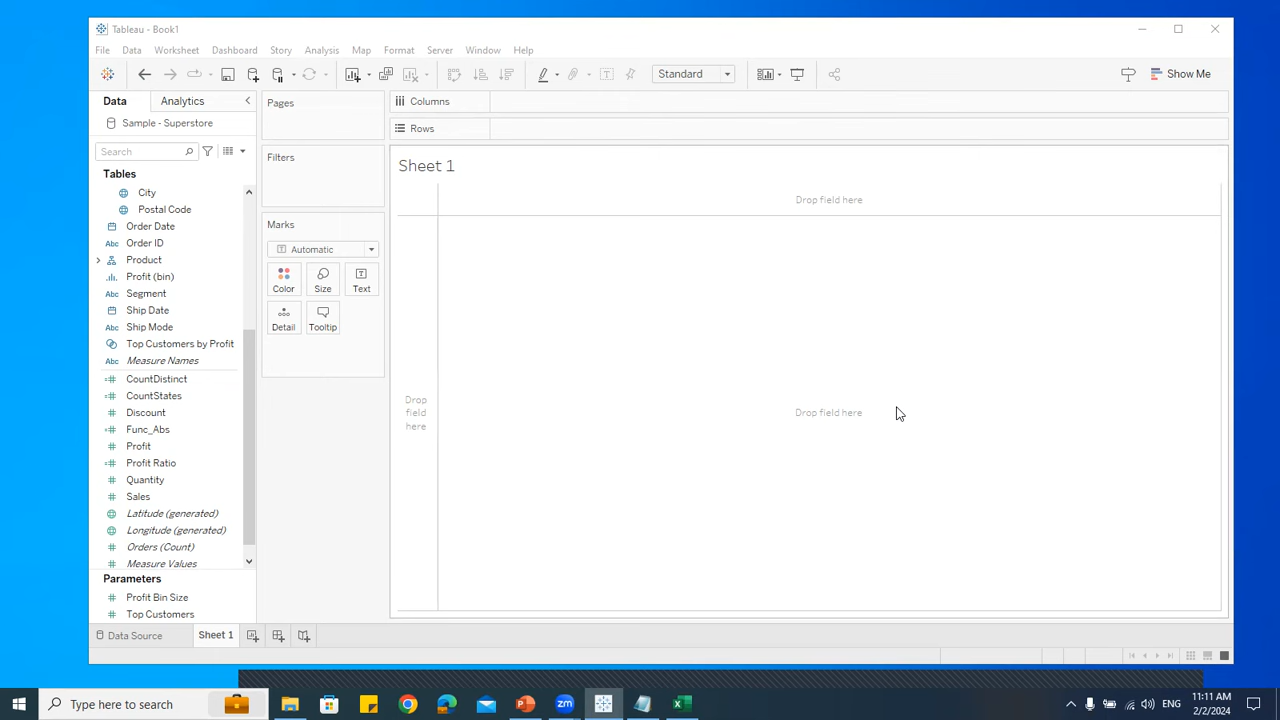 Tableau - Book1
File Data Worksheet Dashboard Story Analysis Map Format Server Window Help
Standard
Show Me
Data Analytics
Sample - Superstore
Search
Tables
City
Postal Code
Order Date
Abc Order ID
Product
Profit (bin)
Abc Segment
Ship Date
Abc Ship Mode
Top Customers by Profit
Abc Measure Names
CountDistinct
CountStates
Discount
Func_Abs
Profit
Profit Ratio
Quantity
Sales
Latitude (generated)
Longitude (generated)
Orders (Count)
Measure Values
Parameters
Profit Bin Size
Top Customers
Pages
Filters
Marks
Automatic
Color Size Text
Detail Tooltip
Columns
Rows
Sheet 1
Drop field here
Drop
field
here
Drop field here
Data Source Sheet 1
Type here to search
zm
ENG
11:11 AM
2/2/2024